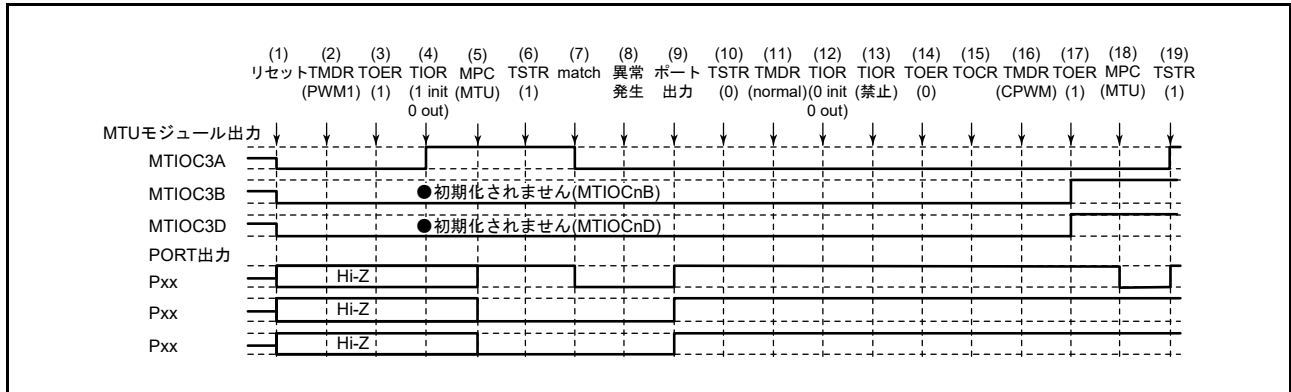 (1) (2) (3) (4) (5) (6) (7) (8) (9) (10) (11) (12) (13) (14) (15) (16) (17) (18) (19)
リセット TMDR TOER TIOR MPC TSTR match 異常 ポート TSTR TMDR TIOR TIOR TOER TOCR TMDR TOER MPC TSTR
(PWM1) (1) (1 init (MTU) (1) 発生 出力 (0) (normal) (0 init (禁止) (0) (CPWM) (1) (MTU) (1)
0 out) 0 out)
MTUモジュール出力
MTIOC3A
MTIOC3B ●初期化されません(MTIOCnB)
MTIOC3D ●初期化されません(MTIOCnD)
PORT出力
Pxx Hi-Z
Pxx Hi-Z
Pxx Hi-Z